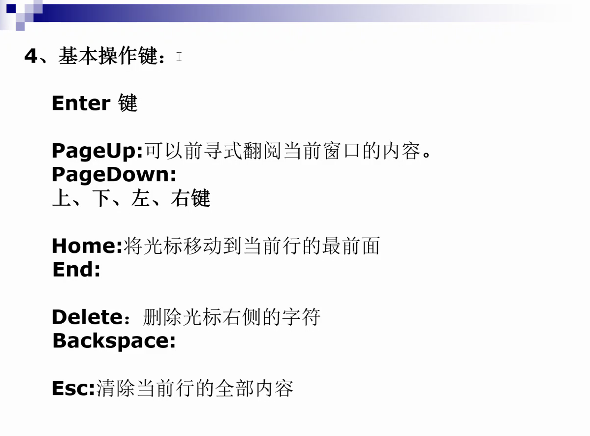 4、基本操作键：
Enter 键
PageUp:可以前寻式翻阅当前窗口的内容。
PageDown:
上、下、左、右键
Home:将光标移动到当前行的最前面
End:
Delete：删除光标右侧的字符
Backspace:
Esc:清除当前行的全部内容